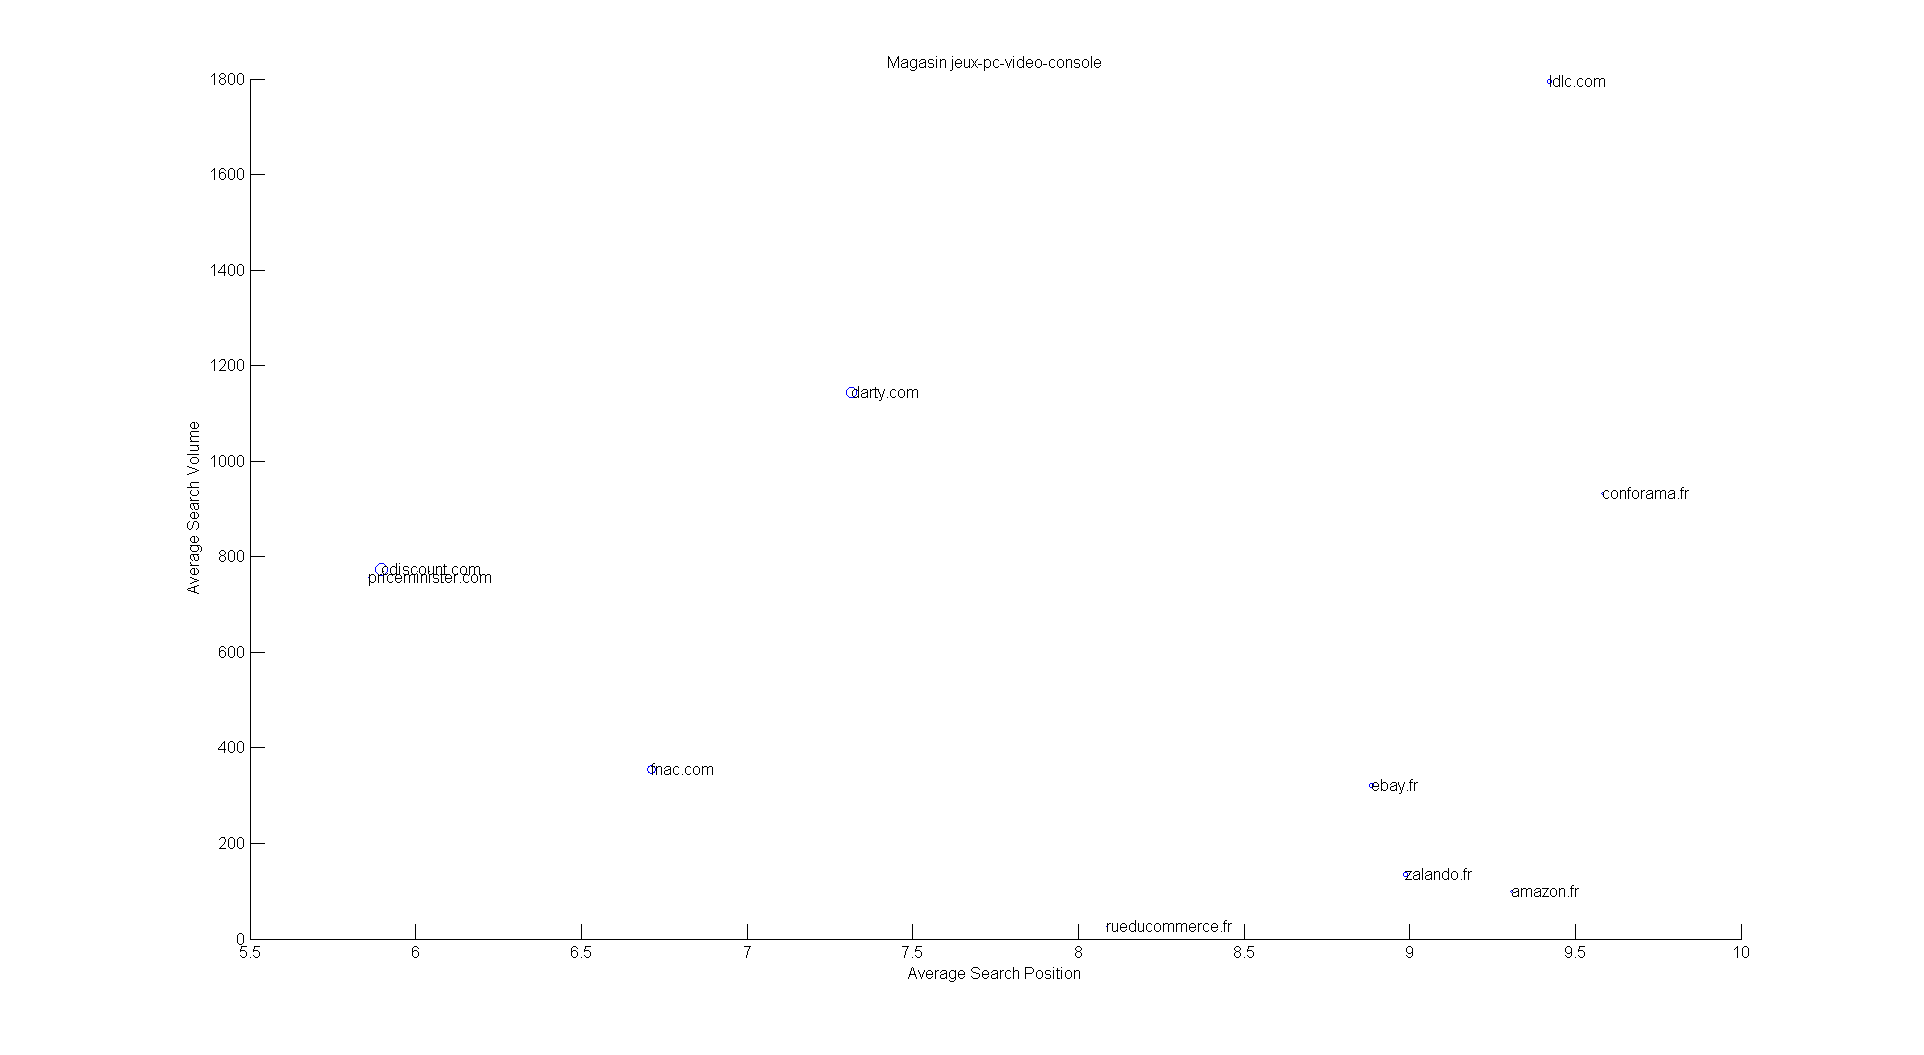 Magasin jeux-pc-video-console
1800
ldlc.com
1600
1400
1200
darty.com
1000
conforama.fr
800
cdiscount.com
priceminister.com
600
400
fnac.com
ebay.fr
200
zalando.fr
amazon.fr
rueducommerce.fr
0
5.5 6 6.5 7 7.5 8 8.5 9 9.5 10
Average Search Position
Average Search Volume